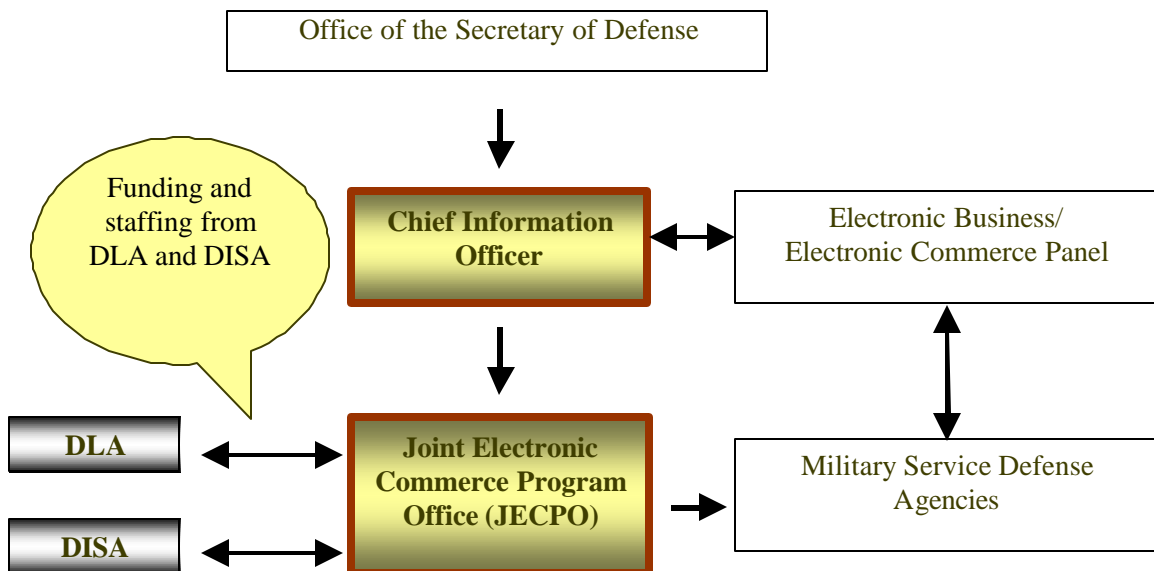 Office of the Secretary of Defense
Funding and
staffing from
DLA and DISA
Chief Information
Officer
Electronic Business/
Electronic Commerce Panel
DLA
Joint Electronic
Commerce Program
Office (JECPO)
Military Service Defense
Agencies
DISA